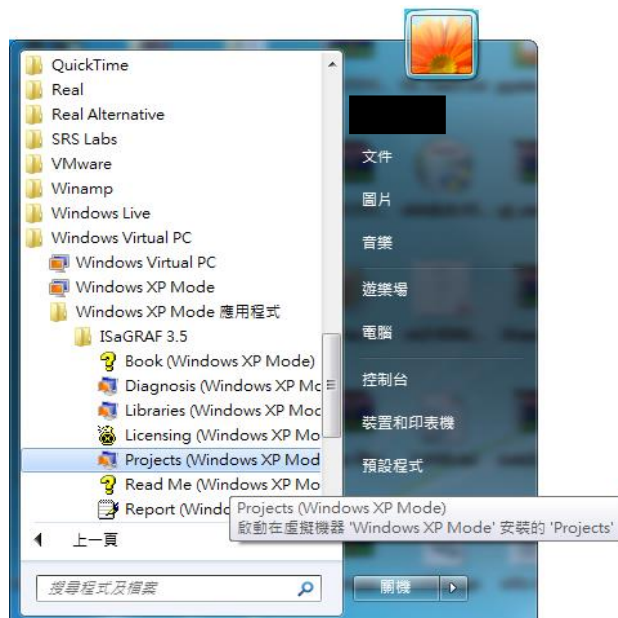 QuickTime
Real
Real Alternative
SRS Labs
VMware
Winamp
Windows Live
Windows Virtual PC
Windows Virtual PC
Windows XP Mode
Windows XP Mode 應用程式
ISaGRAF 3.5
Book (Windows XP Mode)
Diagnosis (Windows XP Mc
Libraries (Windows XP Moc
Licensing (Windows XP Mo
Projects (Windows XP Mod
Read Me (Windows XP Mo
Report (Windo
上一頁
搜尋程式及檔案
文件
圖片
音樂
遊樂場
電腦
控制台
裝置和印表機
預設程式
Projects (Windows XP Mode)
啟動在虛擬機器 'Windows XP Mode' 安裝的 'Projects'
關機